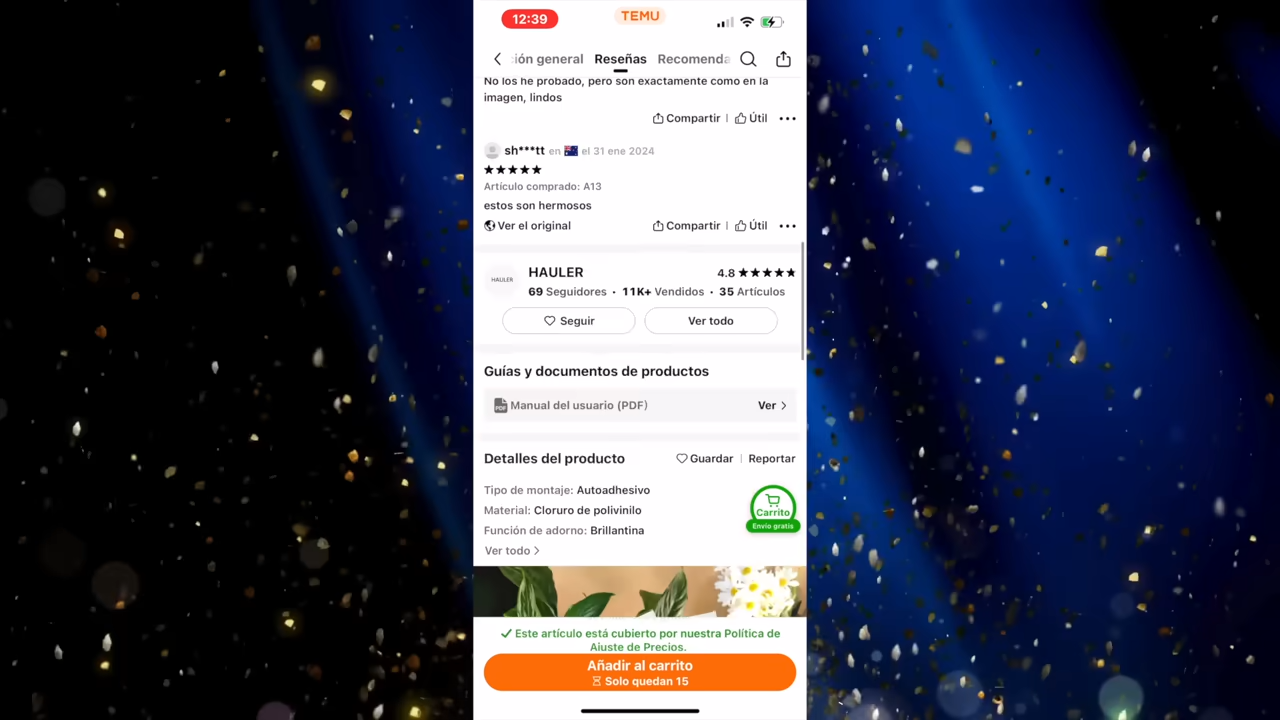 12:39
TEMU
ión general Reseñas Recomenda
No los he probado, pero son exactamente como en la
imagen, lindos
Compartir Útil
sh***tt en el 31 ene 2024
Artículo comprado: A13
estos son hermosos
Ver el original Compartir Útil
HAULER HAULER 4.8
69 Seguidores • 11K+ Vendidos • 35 Artículos
Seguir Ver todo
Guías y documentos de productos
PDF Manual del usuario (PDF) Ver
Detalles del producto Guardar Reportar
Tipo de montaje: Autoadhesivo
Material: Cloruro de polivinilo
Carrito
Función de adorno: Brillantina
Envío gratis
Ver todo
Este artículo está cubierto por nuestra Política de
Ajuste de Precios.
Añadir al carrito
Solo quedan 15